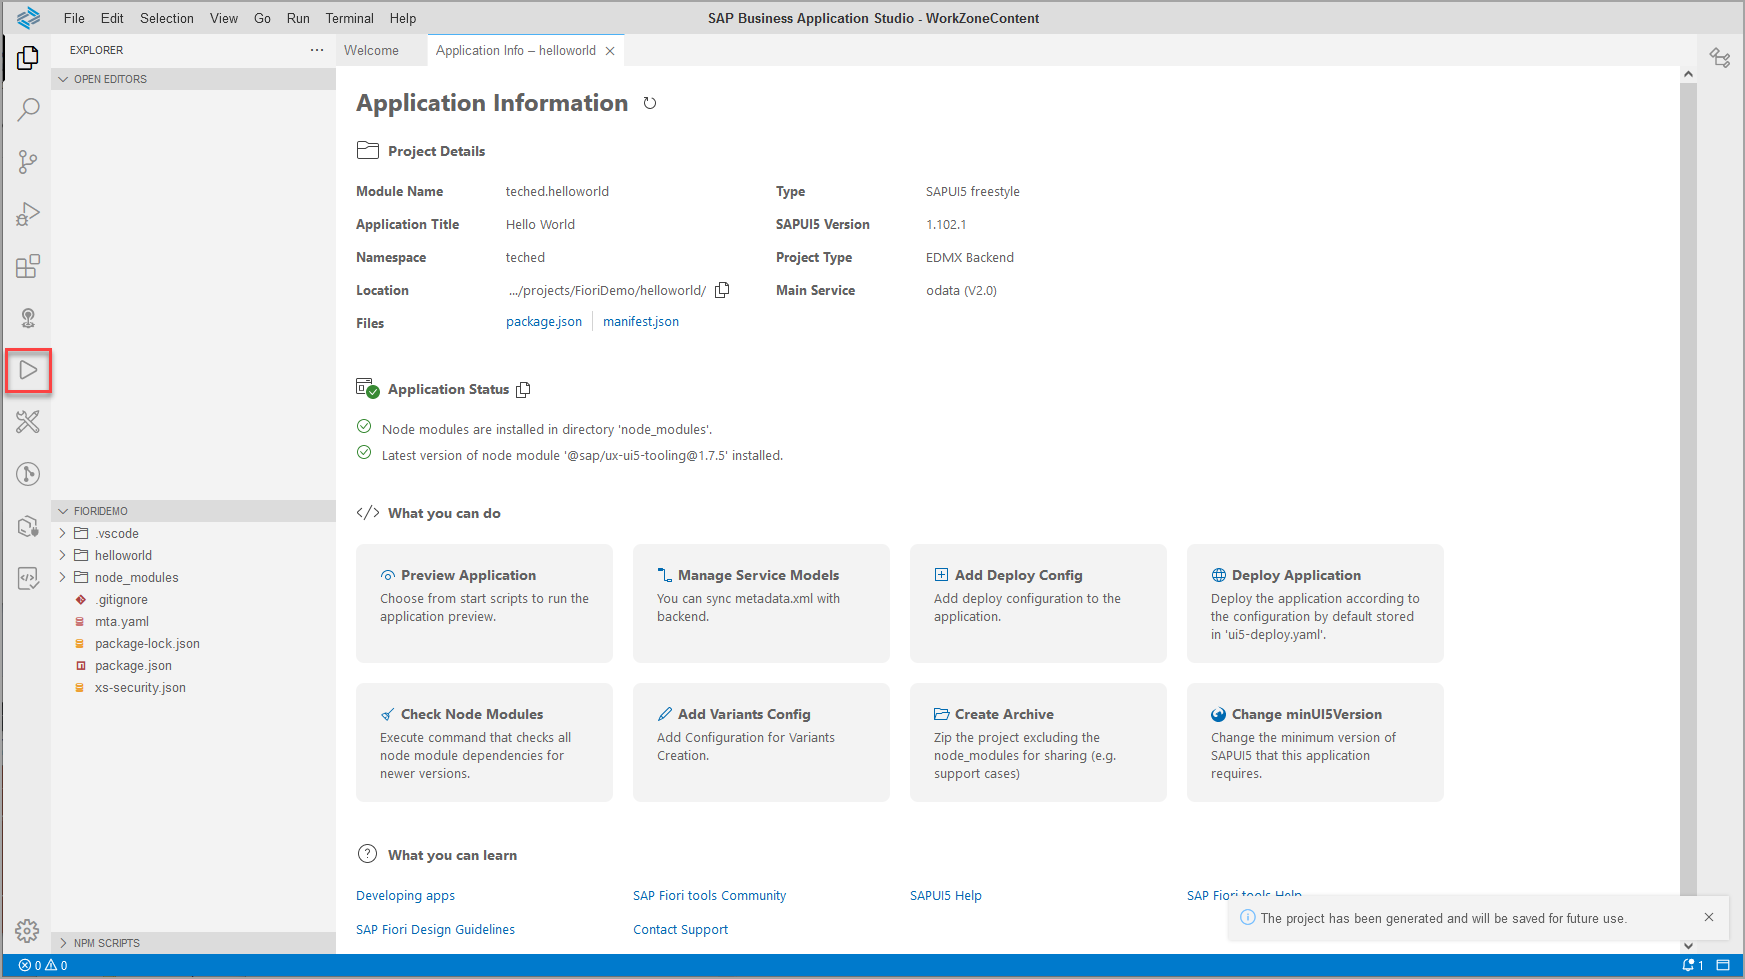 File Edit Selection View Go Run Terminal Help
SAP Business Application Studio - WorkZoneContent
EXPLORER
OPEN EDITORS
FIORIDEMO
.vscode
helloworld
node_modules
.gitignore
mta.yaml
package-lock.json
package.json
xs-security.json
NPM SCRIPTS
Welcome
Application Info – helloworld
Application Information
Project Details
Module Name teched.helloworld Type SAPUI5 freestyle
Application Title Hello World SAPUI5 Version 1.102.1
Namespace teched Project Type EDMX Backend
Location .../projects/FioriDemo/helloworld/ Main Service odata (V2.0)
Files package.json manifest.json
Application Status
Node modules are installed in directory 'node_modules'.
Latest version of node module '@sap/ux-ui5-tooling@1.7.5' installed.
</> What you can do
Preview Application
Choose from start scripts to run the
application preview.
Manage Service Models
You can sync metadata.xml with
backend.
Add Deploy Config
Add deploy configuration to the
application.
Deploy Application
Deploy the application according to
the configuration by default stored
in 'ui5-deploy.yaml'.
Check Node Modules
Execute command that checks all
node module dependencies for
newer versions.
Add Variants Config
Add Configuration for Variants
Creation.
Create Archive
Zip the project excluding the
node_modules for sharing (e.g.
support cases)
Change minUI5Version
Change the minimum version of
SAPUI5 that this application
requires.
What you can learn
Developing apps SAP Fiori tools Community SAPUI5 Help SAP Fiori tools Help
SAP Fiori Design Guidelines Contact Support
The project has been generated and will be saved for future use.
0 0
1